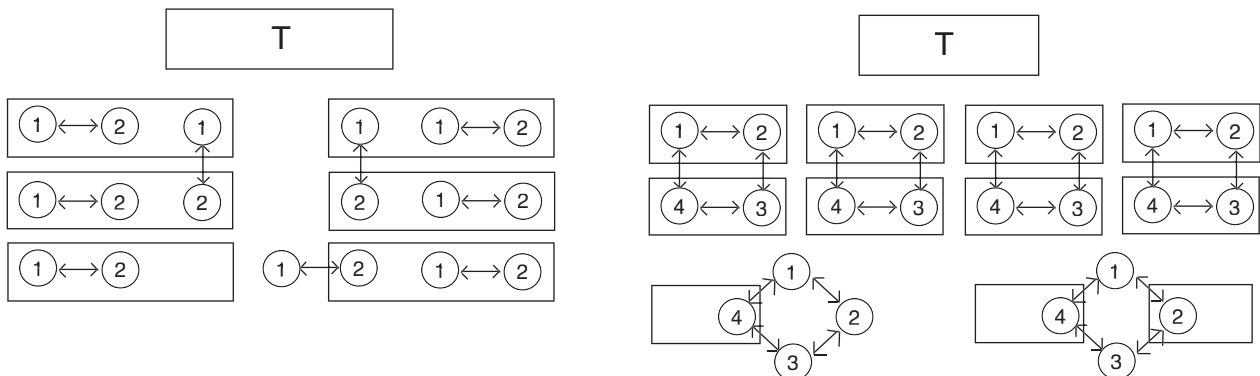 T
1 2 1 1 1 2
1 2 2 2 1 2
1 2 1 2 1 2
T
1 2 1 2 1 2 1 2
4 3 4 3 4 3 4 3
1 1
4 2 4 2
3 3